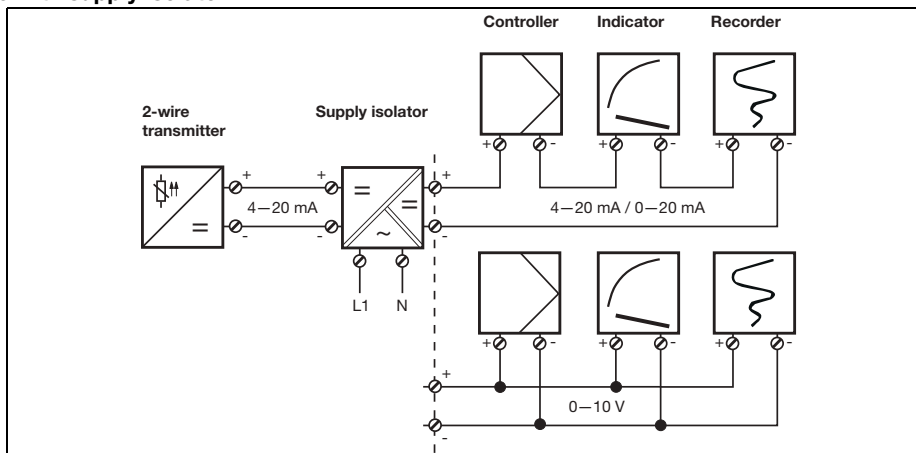 Controller Indicator Recorder
2-wire
transmitter
Supply isolator
+ - + - + -
+ + +
4—20 mA
4—20 mA / 0—20 mA
- - -
L1 N
+ - + - + -
+
0—10 V
-